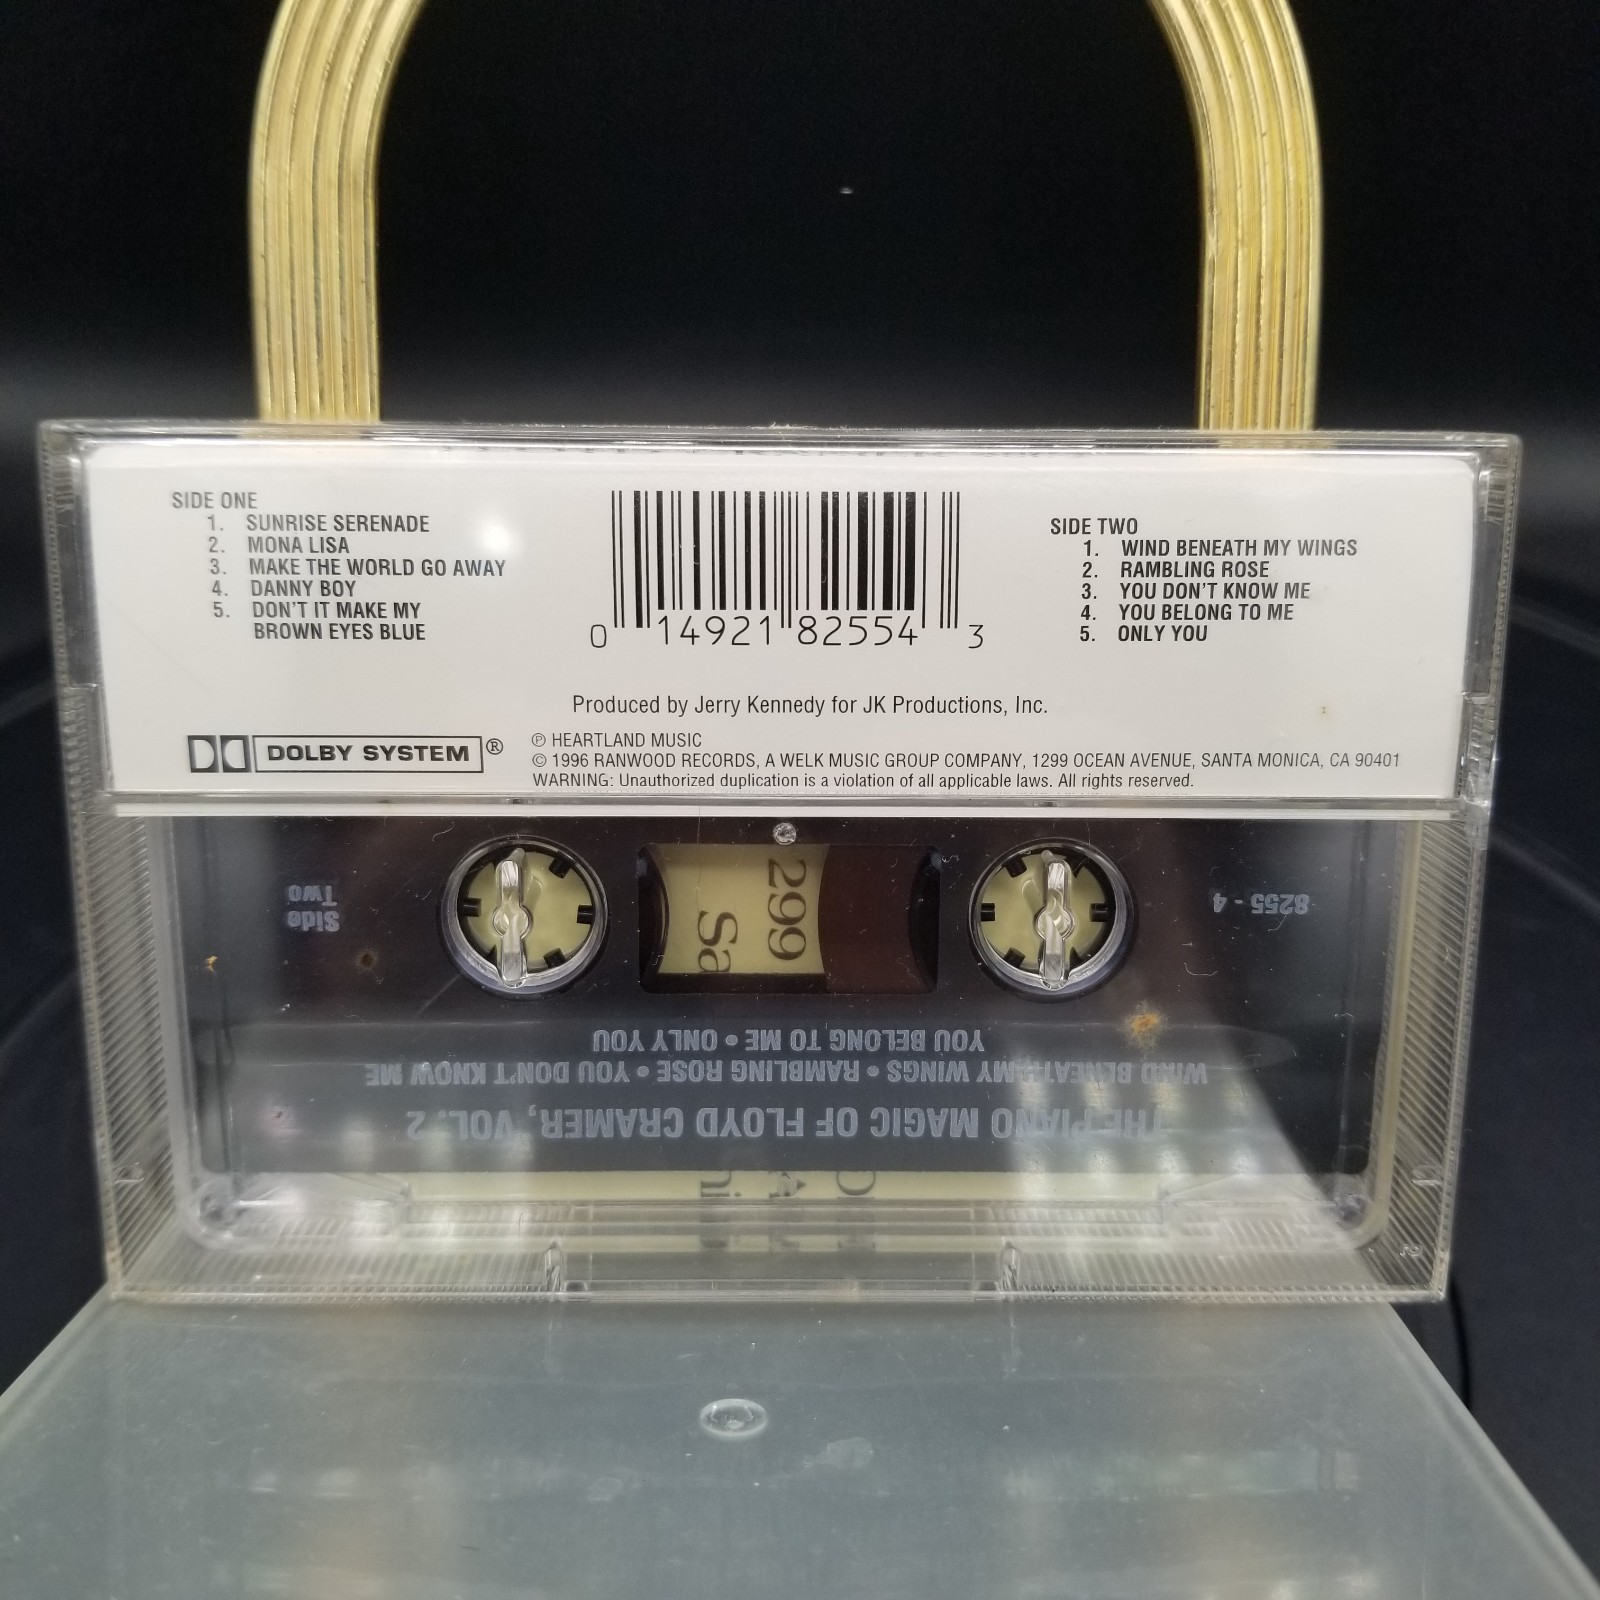 SIDE ONE
1. SUNRISE SERENADE
2. MONA LISA
3. MAKE THE WORLD GO AWAY
4. DANNY BOY
5. DON'T IT MAKE MY
BROWN EYES BLUE
0 14921 82554 3
SIDE TWO
1. WIND BENEATH MY WINGS
2. RAMBLING ROSE
3. YOU DON'T KNOW ME
4. YOU BELONG TO ME
5. ONLY YOU
Produced by Jerry Kennedy for JK Productions, Inc.
DOLBY SYSTEM ®
℗ HEARTLAND MUSIC
© 1996 RANWOOD RECORDS, A WELK MUSIC GROUP COMPANY, 1299 OCEAN AVENUE, SANTA MONICA, CA 90401
WARNING: Unauthorized duplication is a violation of all applicable laws. All rights reserved.
THE PIANO MAGIC OF FLOYD CRAMER, VOL. 2
WIND BENEATH MY WINGS • RAMBLING ROSE • YOU DON'T KNOW ME
YOU BELONG TO ME • ONLY YOU
8255 - 4
Side
Two
299
Sa